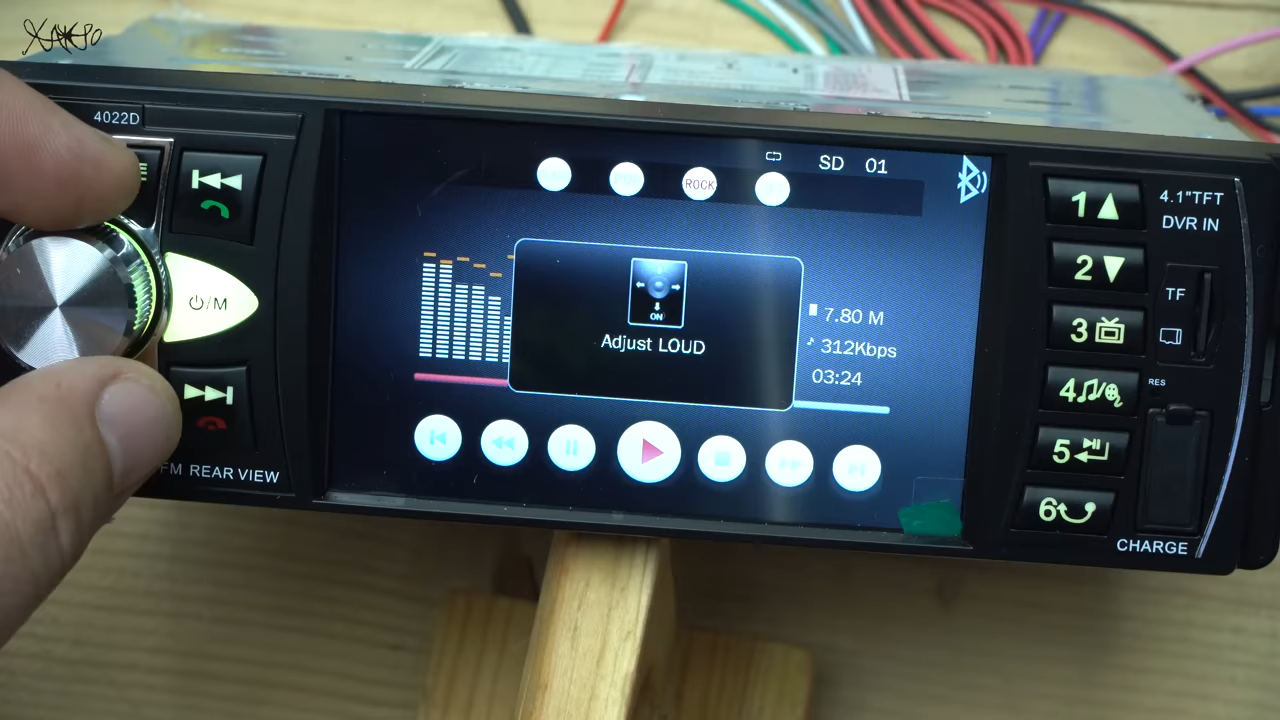 4022D
⏻/M
FM REAR VIEW
ROCK
SD 01
ON
Adjust LOUD
7.80 M
312Kbps
03:24
1
2
3
4
5
6
4.1"TFT
DVR IN
TF
RES
CHARGE